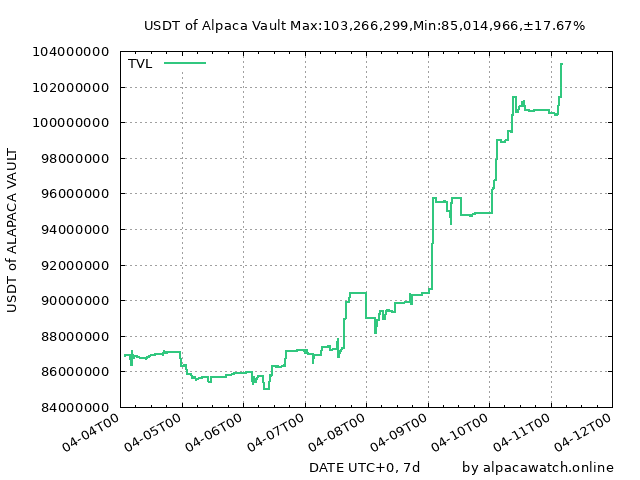 USDT of Alpaca Vault Max:103,266,299,Min:85,014,966,±17.67%
TVL
104000000
102000000
100000000
98000000
96000000
94000000
92000000
90000000
88000000
86000000
84000000
USDT of ALAPACA VAULT
04-04T00
04-05T00
04-06T00
04-07T00
04-08T00
04-09T00
04-10T00
04-11T00
04-12T00
DATE UTC+0, 7d
by alpacawatch.online